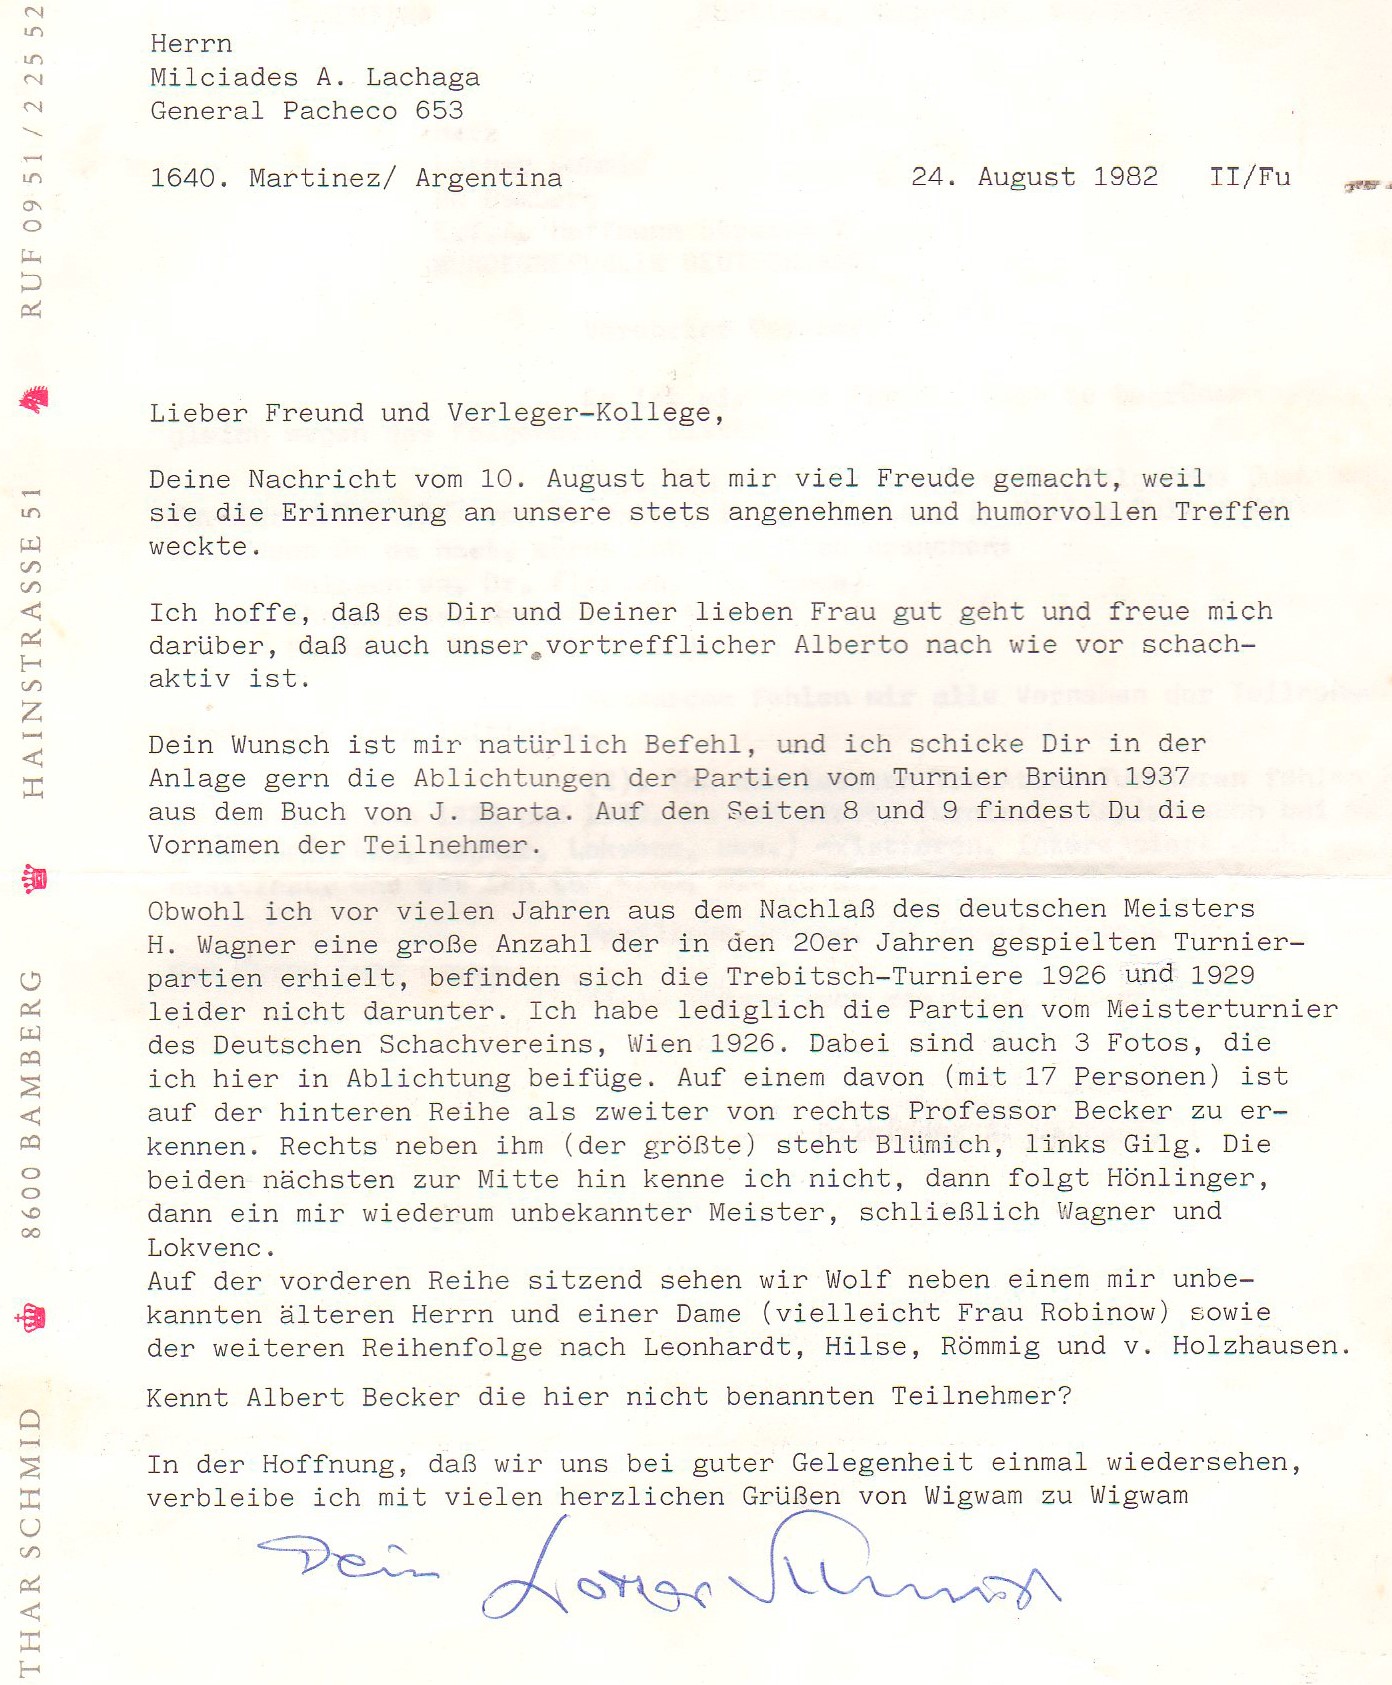 Herrn
Milciades A. Lachaga
General Pacheco 653
1640. Martinez/ Argentina
24. August 1982 II/Fu
Lieber Freund und Verleger-Kollege,
Deine Nachricht vom 10. August hat mir viel Freude gemacht, weil
sie die Erinnerung an unsere stets angenehmen und humorvollen Treffen
weckte.
Ich hoffe, daß es Dir und Deiner lieben Frau gut geht und freue mich
darüber, daß auch unser vortrefflicher Alberto nach wie vor schach-
aktiv ist.
Dein Wunsch ist mir natürlich Befehl, und ich schicke Dir in der
Anlage gern die Ablichtungen der Partien vom Turnier Brünn 1937
aus dem Buch von J. Barta. Auf den Seiten 8 und 9 findest Du die
Vornamen der Teilnehmer.
Obwohl ich vor vielen Jahren aus dem Nachlaß des deutschen Meisters
H. Wagner eine große Anzahl der in den 20er Jahren gespielten Turnier-
partien erhielt, befinden sich die Trebitsch-Turniere 1926 und 1929
leider nicht darunter. Ich habe lediglich die Partien vom Meisterturnier
des Deutschen Schachvereins, Wien 1926. Dabei sind auch 3 Fotos, die
ich hier in Ablichtung beifüge. Auf einem davon (mit 17 Personen) ist
auf der hinteren Reihe als zweiter von rechts Professor Becker zu er-
kennen. Rechts neben ihm (der größte) steht Blümich, links Gilg. Die
beiden nächsten zur Mitte hin kenne ich nicht, dann folgt Hönlinger,
dann ein mir wiederum unbekannter Meister, schließlich Wagner und
Lokvenc.
Auf der vorderen Reihe sitzend sehen wir Wolf neben einem mir unbe-
kannten älteren Herrn und einer Dame (vielleicht Frau Robinow) sowie
der weiteren Reihenfolge nach Leonhardt, Hilse, Römmig und v. Holzhausen.
Kennt Albert Becker die hier nicht benannten Teilnehmer?
In der Hoffnung, daß wir uns bei guter Gelegenheit einmal wiedersehen,
verbleibe ich mit vielen herzlichen Grüßen von Wigwam zu Wigwam
Dein Lothar Schmid
THAR SCHMID 8600 BAMBERG HAINSTRASSE 51 RUF 09 51 / 2 25 52